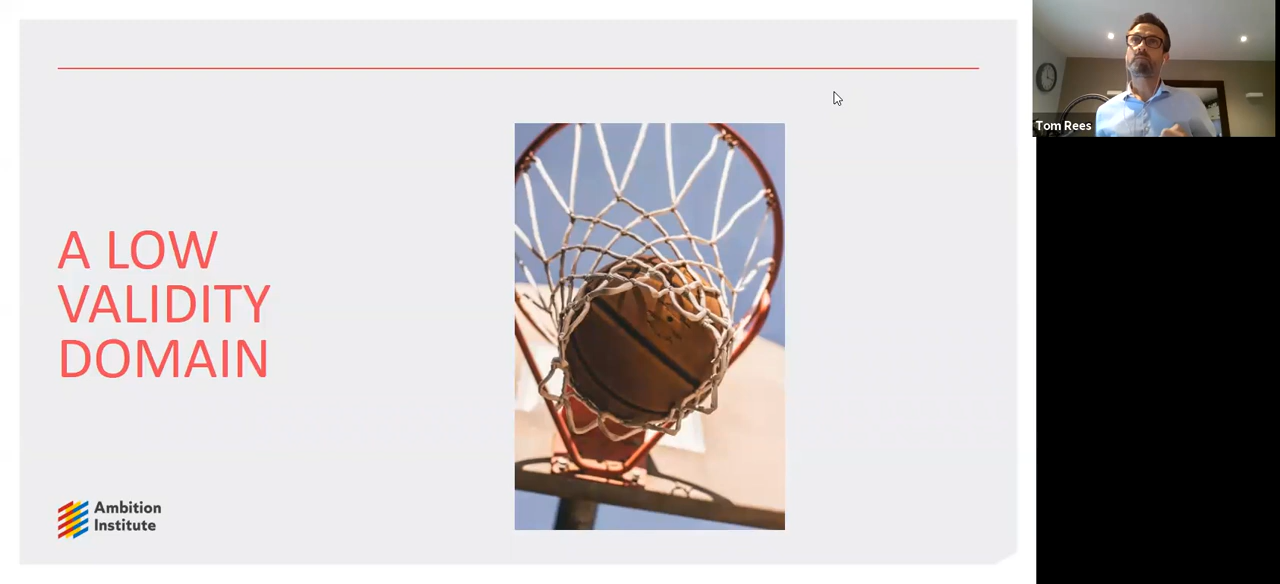 A LOW
VALIDITY
DOMAIN
Ambition
Institute
Tom Rees